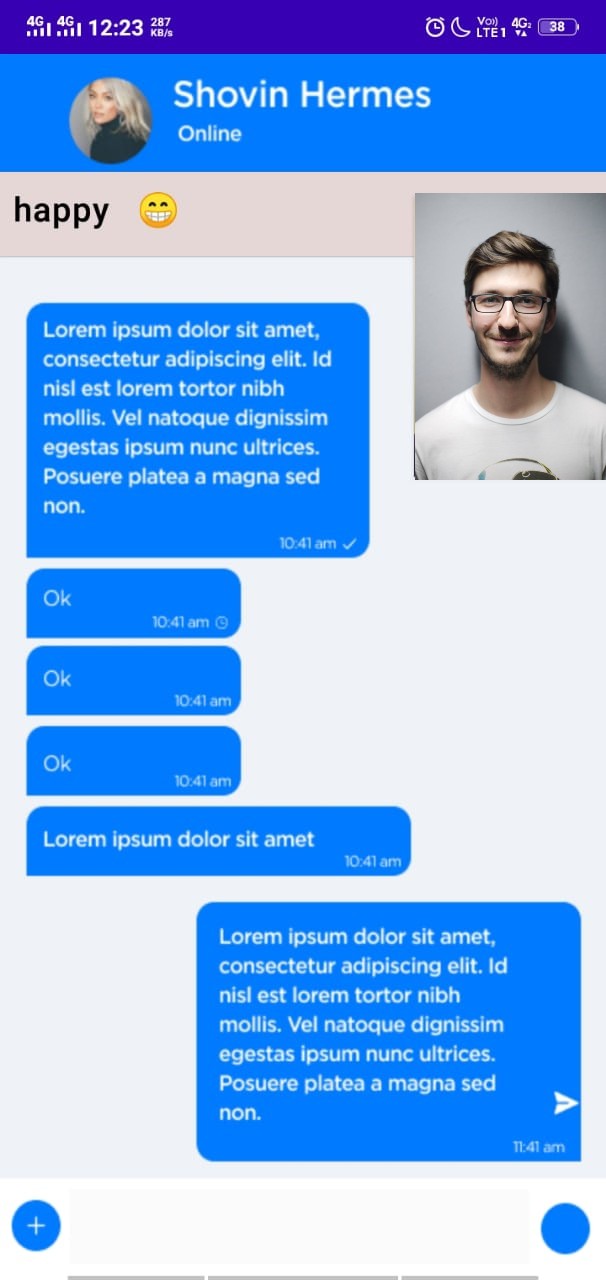 4G 4G 12:23 287 KB/s Vo)) LTE1 4G2 38
Shovin Hermes
Online
happy 😁
Lorem ipsum dolor sit amet,
consectetur adipiscing elit. Id
nisl est lorem tortor nibh
mollis. Vel natoque dignissim
egestas ipsum nunc ultrices.
Posuere platea a magna sed
non.
10:41 am
Ok
10:41 am
Ok
10:41 am
Ok
10:41 am
Lorem ipsum dolor sit amet
10:41 am
Lorem ipsum dolor sit amet,
consectetur adipiscing elit. Id
nisl est lorem tortor nibh
mollis. Vel natoque dignissim
egestas ipsum nunc ultrices.
Posuere platea a magna sed
non.
11:41 am